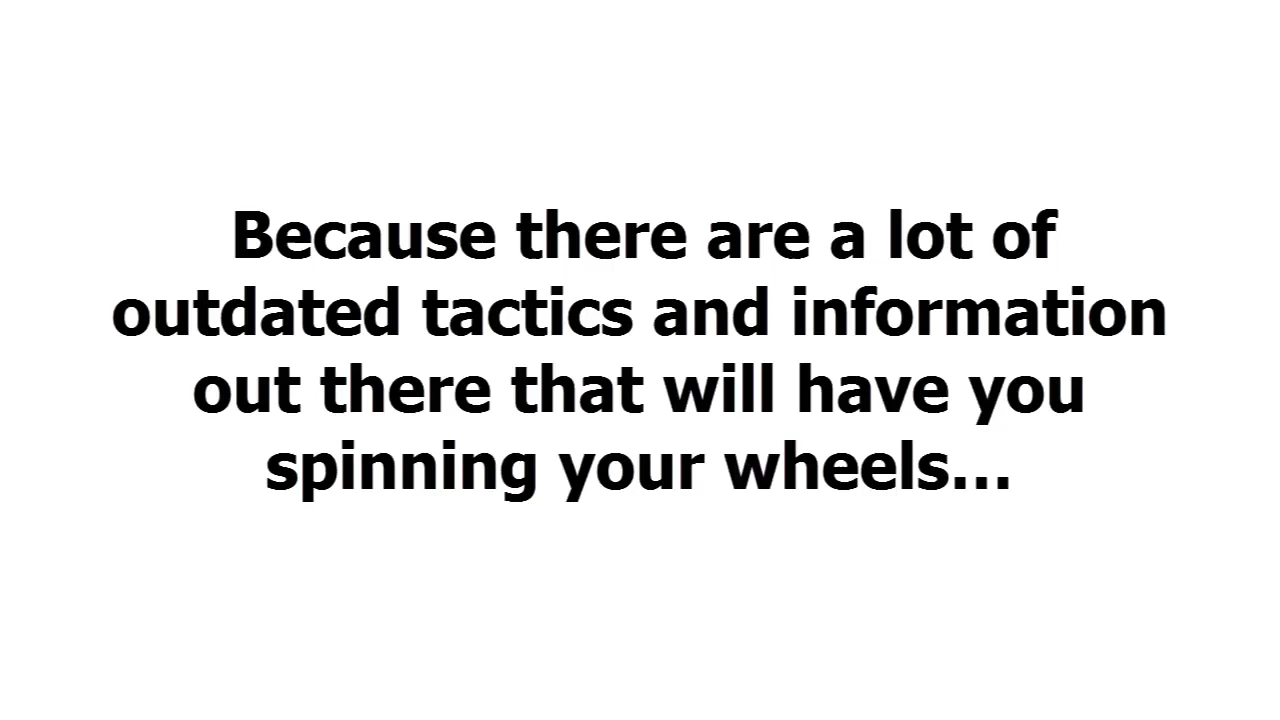 Because there are a lot of
outdated tactics and information
out there that will have you
spinning your wheels...